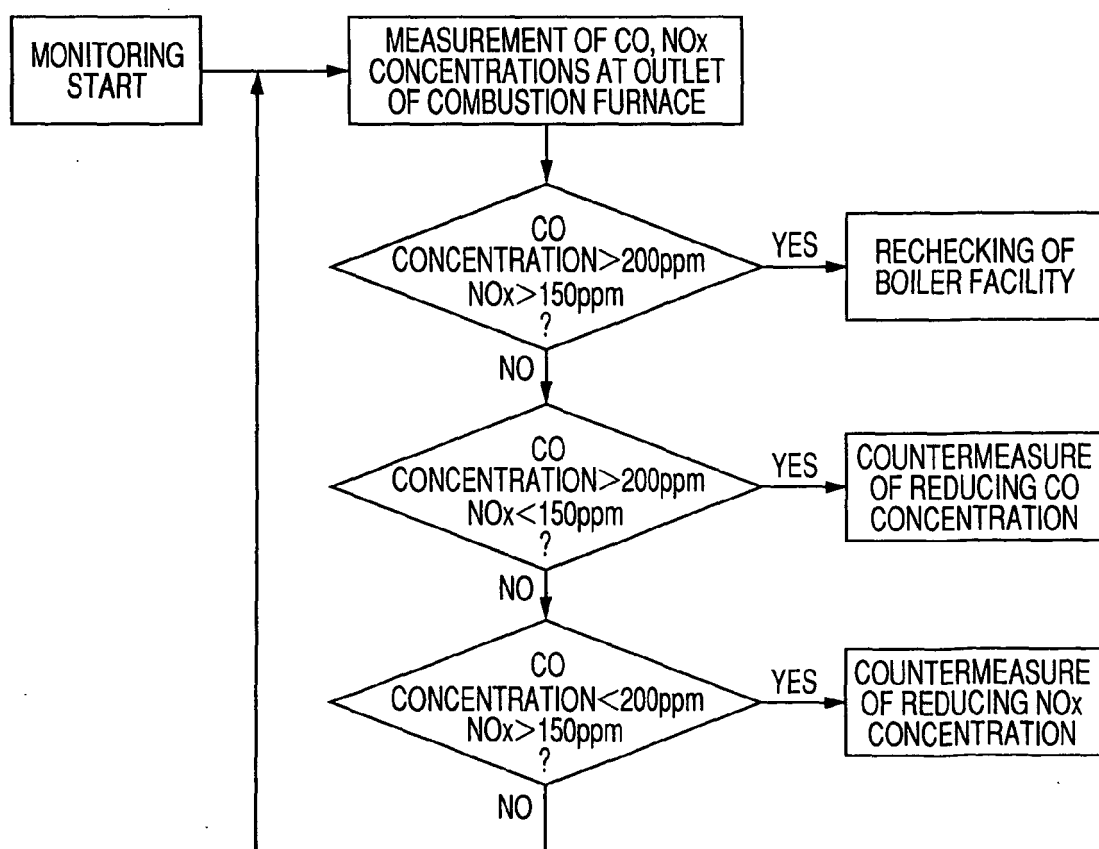 MONITORING
START
MEASUREMENT OF CO, NOx
CONCENTRATIONS AT OUTLET
OF COMBUSTION FURNACE
CO
CONCENTRATION>200ppm
NOx>150ppm
?
YES
RECHECKING OF
BOILER FACILITY
NO
CO
CONCENTRATION>200ppm
NOx<150ppm
?
YES
COUNTERMEASURE
OF REDUCING CO
CONCENTRATION
NO
CO
CONCENTRATION<200ppm
NOx>150ppm
?
YES
COUNTERMEASURE
OF REDUCING NOx
CONCENTRATION
NO